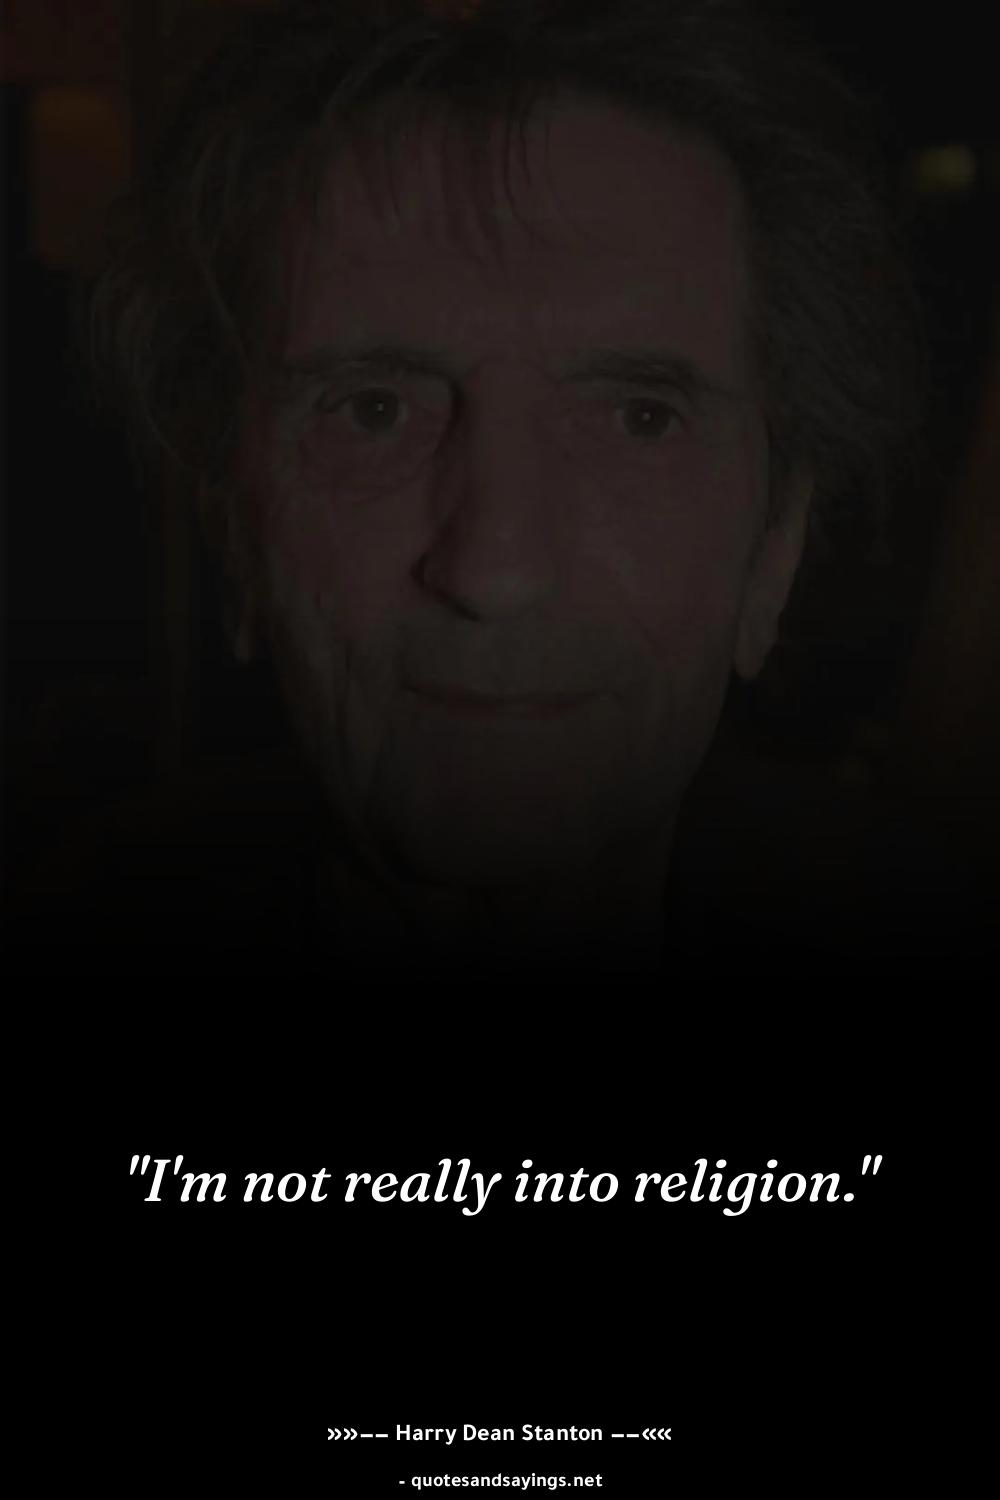 "I'm not really into religion."
»»–– Harry Dean Stanton ––««
- quotesandsayings.net